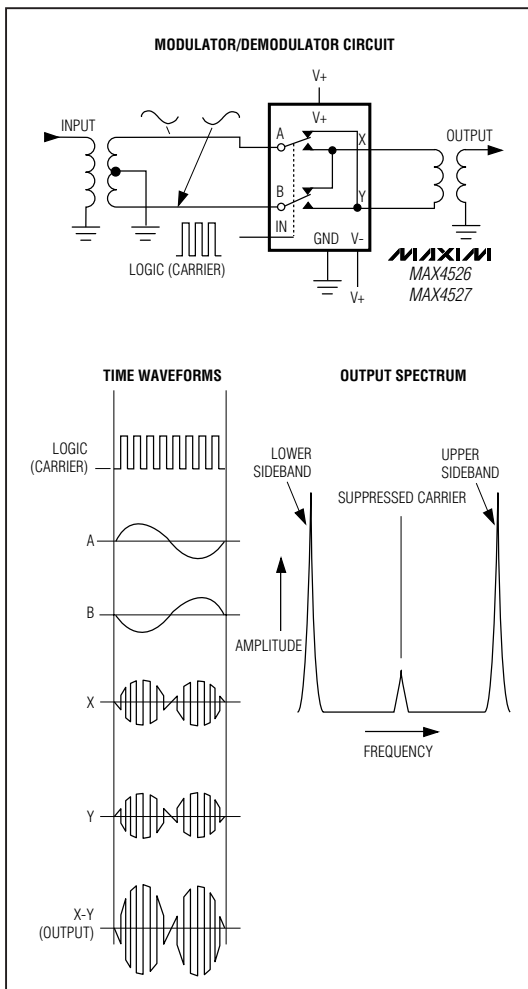 MODULATOR/DEMODULATOR CIRCUIT
V+
INPUT
A
V+
X
OUTPUT
B
Y
IN
LOGIC (CARRIER)
GND V-
V+
MAXIM
MAX4526
MAX4527
TIME WAVEFORMS
LOGIC
(CARRIER)
A
B
X
Y
X-Y
(OUTPUT)
OUTPUT SPECTRUM
LOWER
SIDEBAND
UPPER
SIDEBAND
SUPPRESSED CARRIER
AMPLITUDE
FREQUENCY